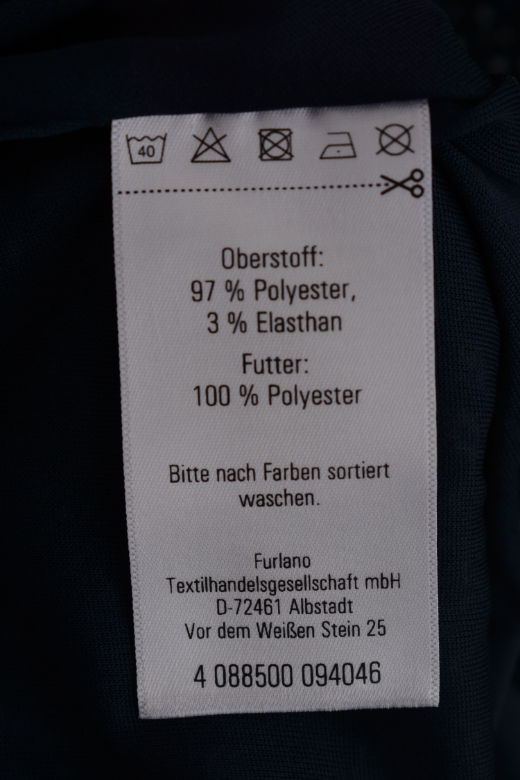 40
Oberstoff:
97 % Polyester,
3 % Elasthan
Futter:
100 % Polyester
Bitte nach Farben sortiert
waschen.
Furlano
Textilhandelsgesellschaft mbH
D-72461 Albstadt
Vor dem Weißen Stein 25
4 088500 094046